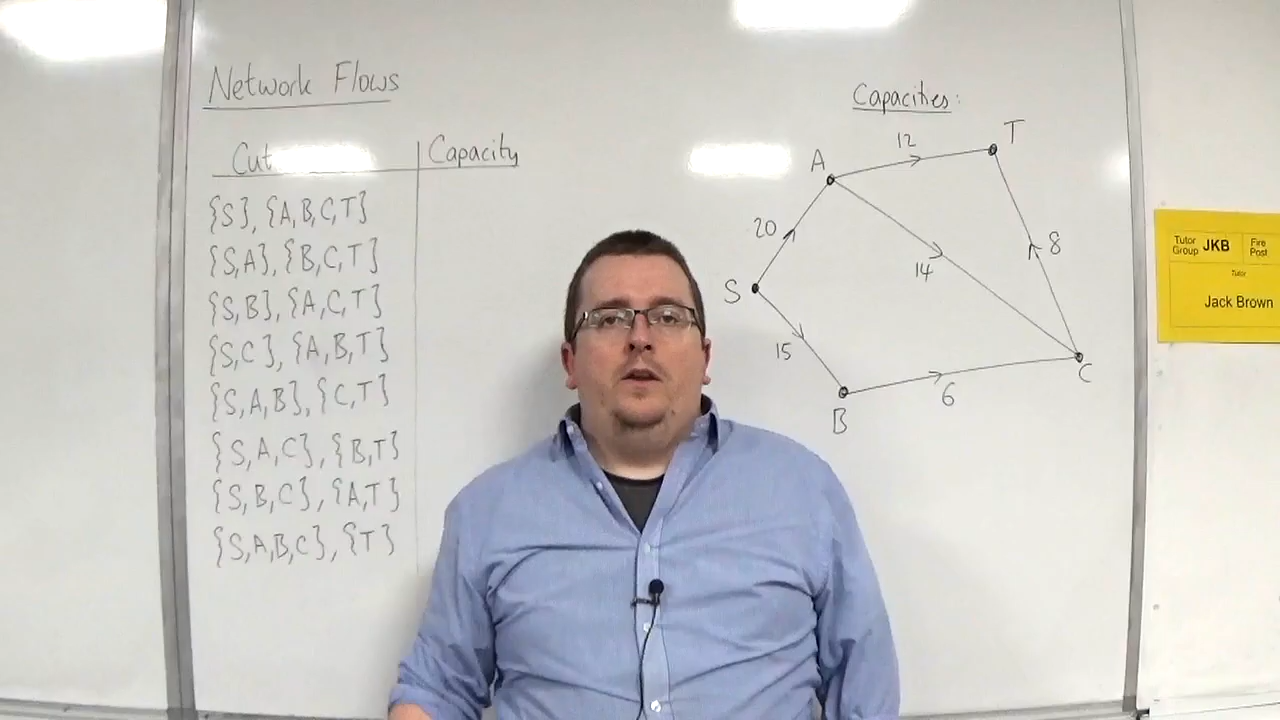 Network Flows
Cut Capacity
{S}, {A,B,C,T}
{S,A}, {B,C,T}
{S,B}, {A,C,T}
{S,C}, {A,B,T}
{S,A,B}, {C,T}
{S,A,C}, {B,T}
{S,B,C}, {A,T}
{S,A,B,C}, {T}
Capacities:
T
12
A
20
8
14
S
15
C
6
B
Tutor Group JKB Fire Post
Tutor
Jack Brown